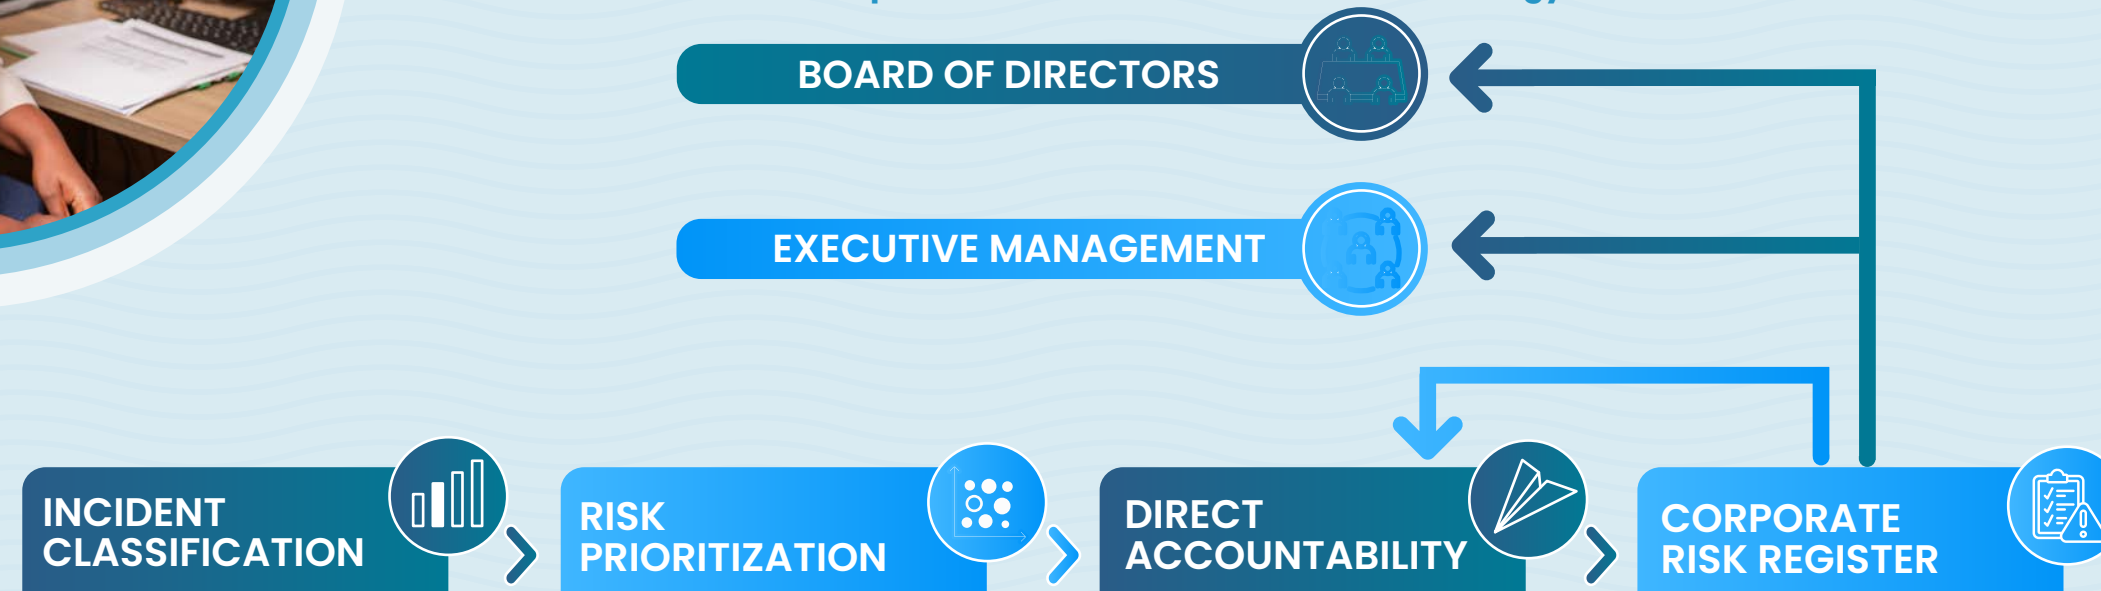 BOARD OF DIRECTORS
EXECUTIVE MANAGEMENT
INCIDENT
CLASSIFICATION
RISK
PRIORITIZATION
DIRECT
ACCOUNTABILITY
CORPORATE
RISK REGISTER